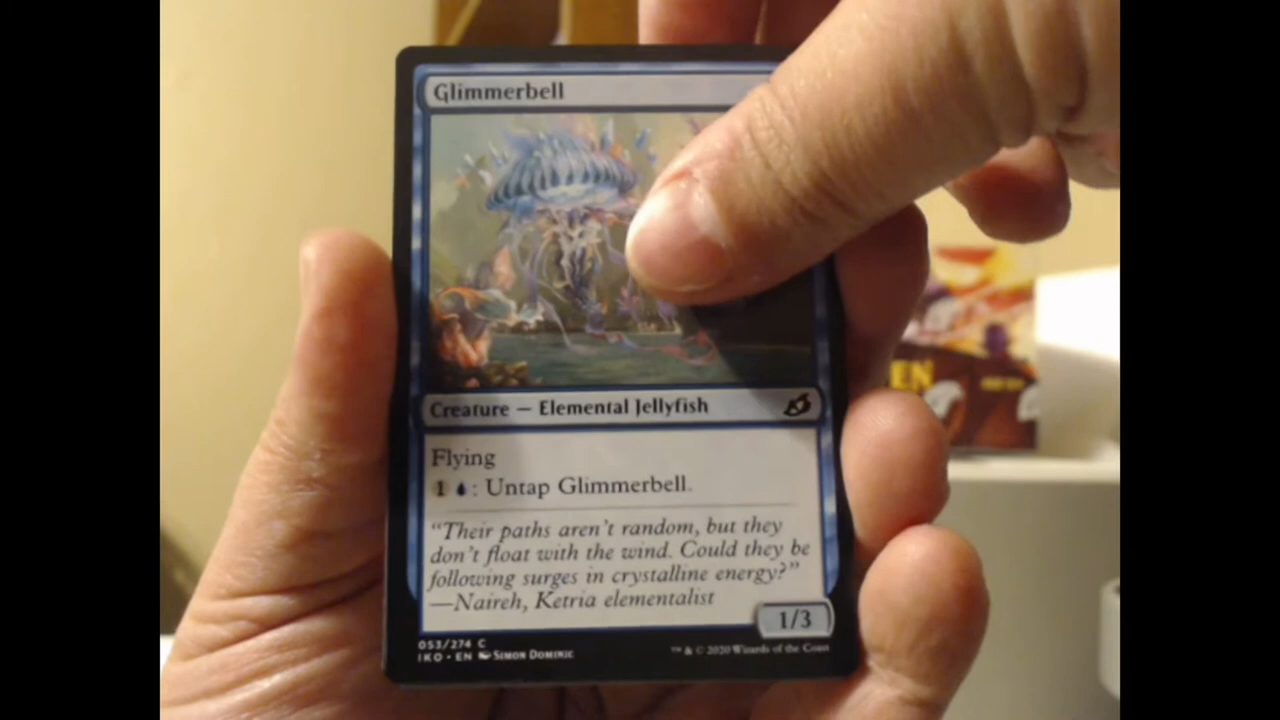 Glimmerbell
Creature — Elemental Jellyfish
Flying
1 : Untap Glimmerbell.
“Their paths aren’t random, but they
don’t float with the wind. Could they be
following surges in crystalline energy?”
—Naireh, Ketria elementalist
1/3
053/274 C
IKO • EN SIMON DOMINIC
™ & © 2020 Wizards of the Coast
EN